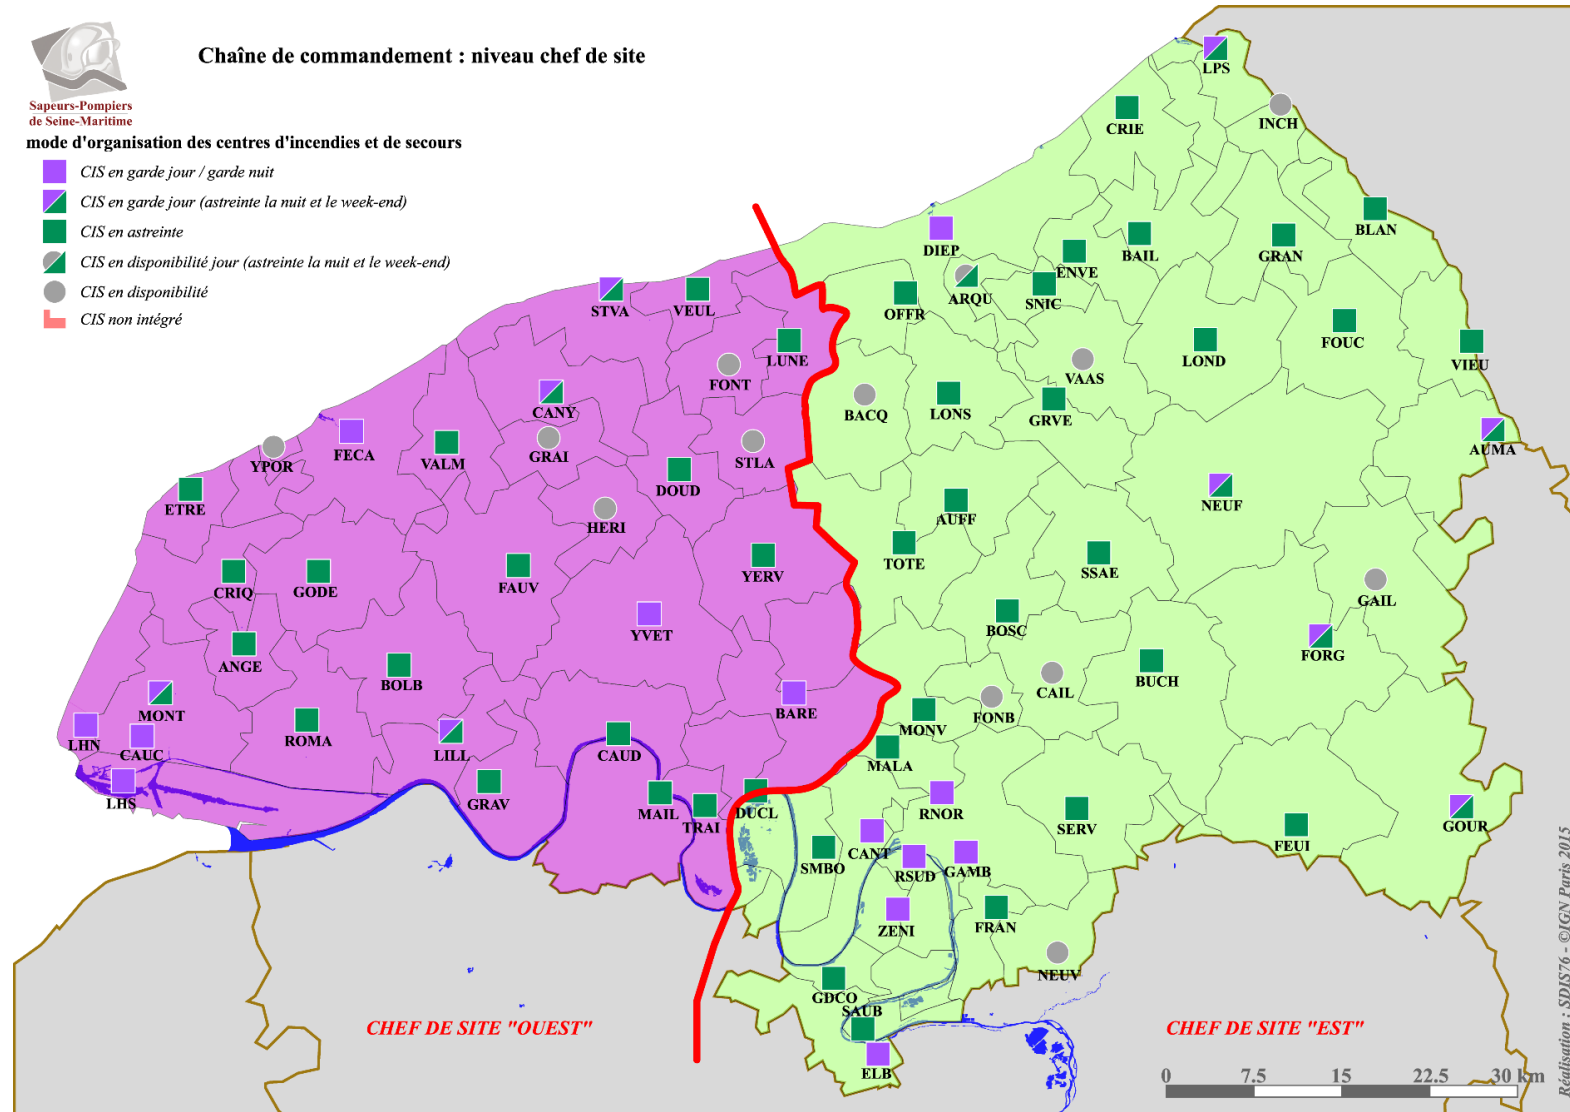 Chaîne de commandement : niveau chef de site
Sapeurs-Pompiers
de Seine-Maritime
mode d'organisation des centres d'incendies et de secours
CIS en garde jour / garde nuit
CIS en garde jour (astreinte la nuit et le week-end)
CIS en astreinte
CIS en disponibilité jour (astreinte la nuit et le week-end)
CIS en disponibilité
CIS non intégré
LPS
INCH
CRIE
BLAN
DIEP
BAIL
GRAN
ENVE
ARQU
SNIC
OFFR
STVA
VEUL
LUNE
FOUC
LOND
VIEU
VAAS
FONT
CANY
BACQ
LONS
GRVE
AUMA
FECA
VALM
GRAI
STLA
YPOR
DOUD
NEUF
ETRE
HERI
AUFF
TOTE
SSAE
YERV
FAUV
CRIQ
GODE
GAIL
YVET
BOSC
FORG
ANGE
BOLB
BUCH
CAIL
BARE
FONB
MONT
MONV
LHN
CAUC
ROMA
LILL
CAUD
MALA
LHS
GRAV
MAIL
TRAI
DUCL
RNOR
SERV
GOUR
FEUI
CANT
SMBO
RSUD
GAMB
ZENI
FRAN
NEUV
GDCO
SAUB
ELB
CHEF DE SITE "OUEST"
CHEF DE SITE "EST"
0 7.5 15 22.5 30 km
Réalisation : SDIS76 - ©IGN Paris 2015